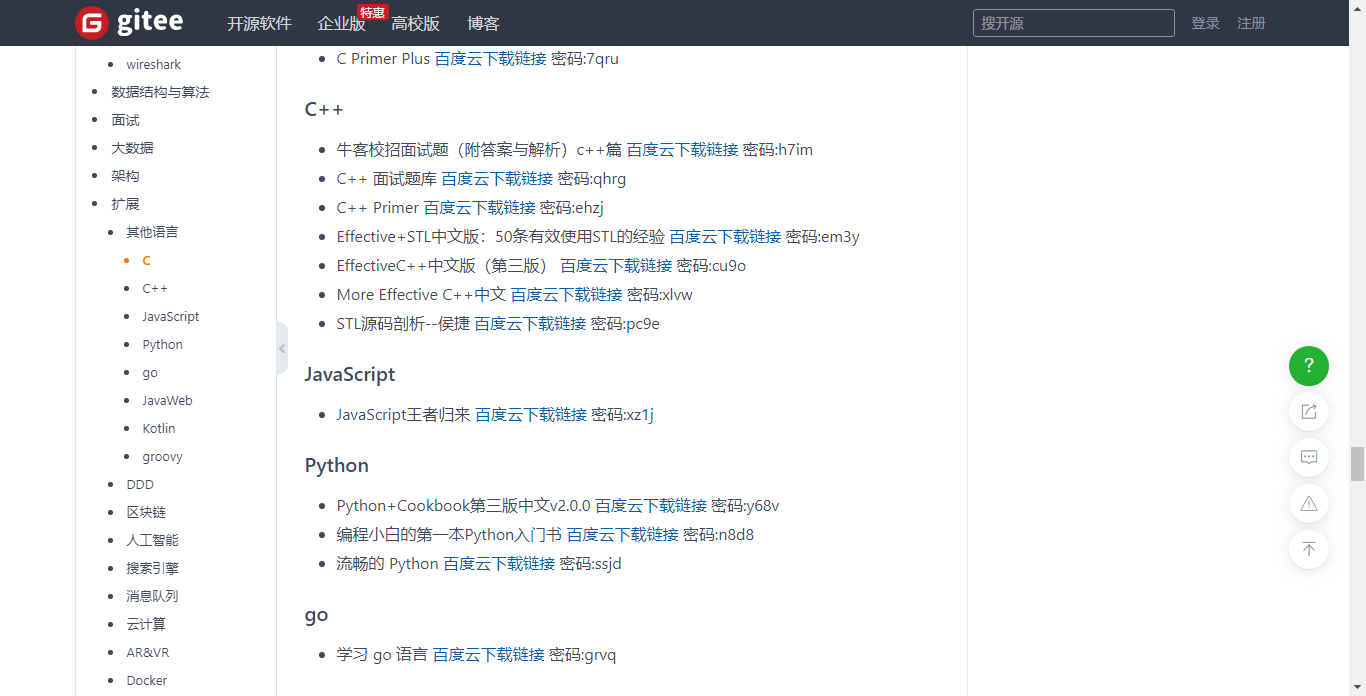 gitee
开源软件 企业版 特惠 高校版 博客 搜开源 登录 注册
wireshark
数据结构与算法
面试
大数据
架构
扩展
其他语言
C
C++
JavaScript
Python
go
JavaWeb
Kotlin
groovy
DDD
区块链
人工智能
搜索引擎
消息队列
云计算
AR&VR
Docker
C Primer Plus 百度云下载链接 密码:7qru
C++
牛客校招面试题（附答案与解析）c++篇 百度云下载链接 密码:h7im
C++ 面试题库 百度云下载链接 密码:qhrg
C++ Primer 百度云下载链接 密码:ehzj
Effective+STL中文版：50条有效使用STL的经验 百度云下载链接 密码:em3y
EffectiveC++中文版（第三版） 百度云下载链接 密码:cu9o
More Effective C++中文 百度云下载链接 密码:xlvw
STL源码剖析--侯捷 百度云下载链接 密码:pc9e
JavaScript
JavaScript王者归来 百度云下载链接 密码:xz1j
Python
Python+Cookbook第三版中文v2.0.0 百度云下载链接 密码:y68v
编程小白的第一本Python入门书 百度云下载链接 密码:n8d8
流畅的 Python 百度云下载链接 密码:ssjd
go
学习 go 语言 百度云下载链接 密码:grvq
?